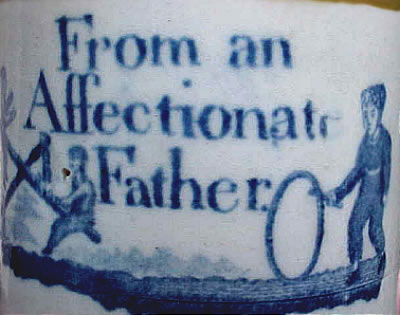 From an
Affectionate
Father.